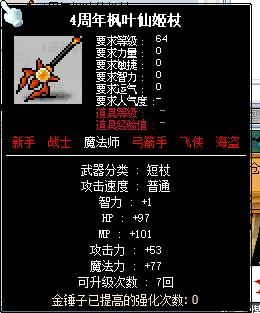 4周年枫叶仙姬杖
要求等级： 64
要求力量： 0
要求敏捷： 0
要求智力： 0
要求运气： 0
要求人气度： -
道具等级： -
道具经验值： -
新手 战士 魔法师 弓箭手 飞侠 海盗
武器分类 : 短杖
攻击速度 : 普通
智力 : +1
HP : +97
MP : +101
攻击力 : +53
魔法力 : +77
可升级次数 : 7回
金锤子已提高的强化次数: 0